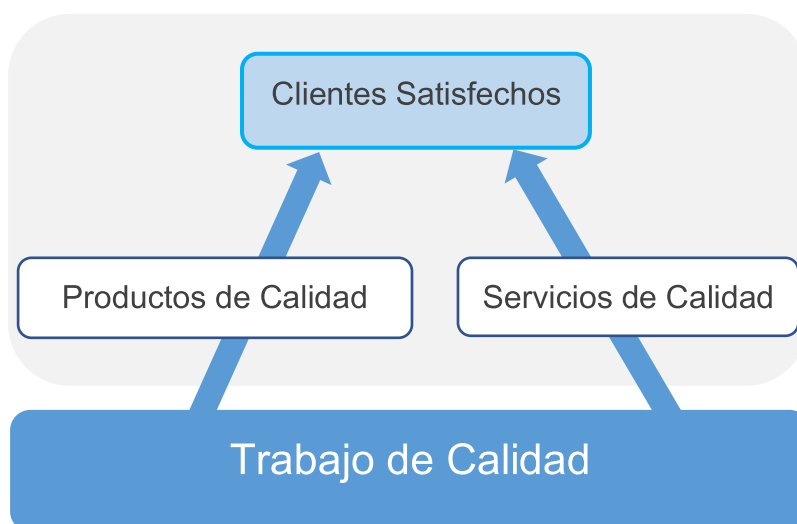 Clientes Satisfechos
Productos de Calidad
Servicios de Calidad
Trabajo de Calidad